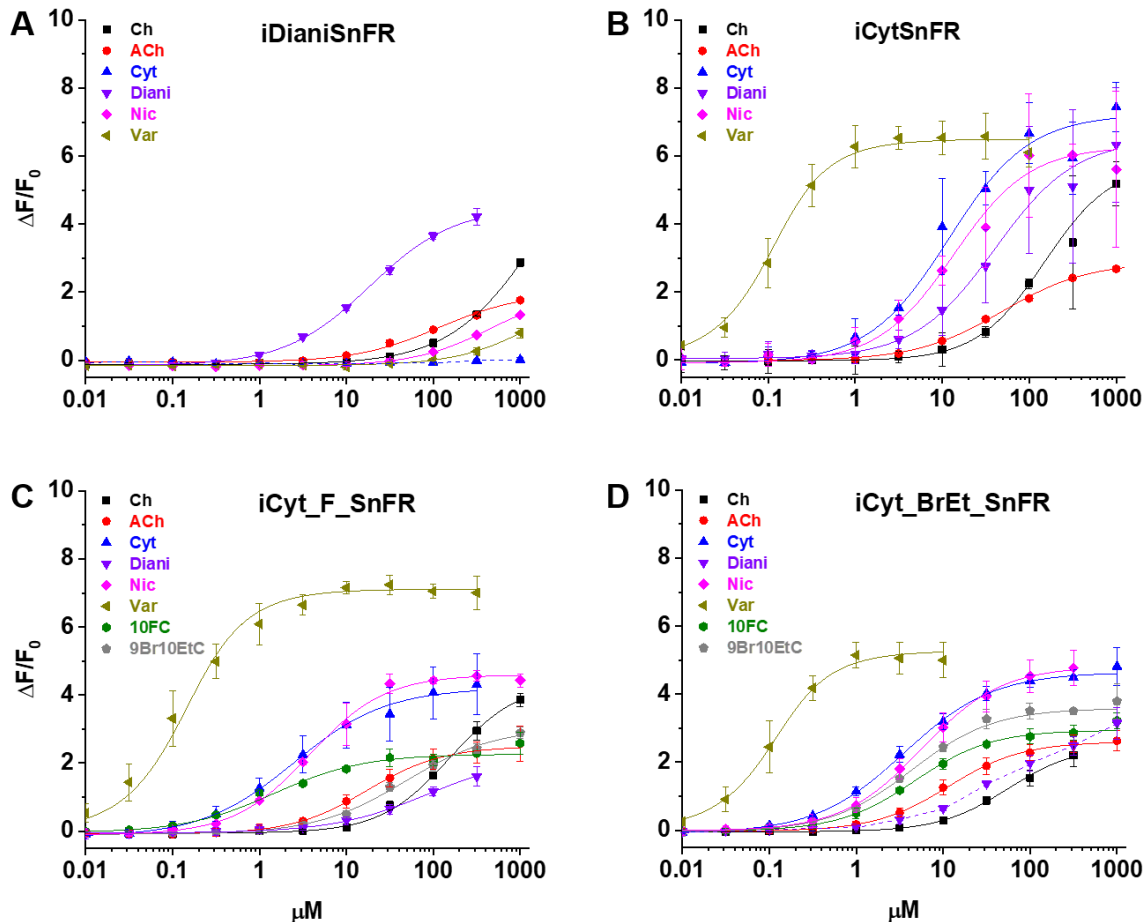 A
iDianiSnFR
Ch
ACh
Cyt
Diani
Nic
Var
ΔF/F0
10
8
6
4
2
0
0.01 0.1 1 10 100 1000
B
iCytSnFR
Ch
ACh
Cyt
Diani
Nic
Var
10
8
6
4
2
0
0.01 0.1 1 10 100 1000
C
iCyt_F_SnFR
Ch
ACh
Cyt
Diani
Nic
Var
10FC
9Br10EtC
ΔF/F0
10
8
6
4
2
0
0.01 0.1 1 10 100 1000
μM
D
iCyt_BrEt_SnFR
Ch
ACh
Cyt
Diani
Nic
Var
10FC
9Br10EtC
10
8
6
4
2
0
0.01 0.1 1 10 100 1000
μM